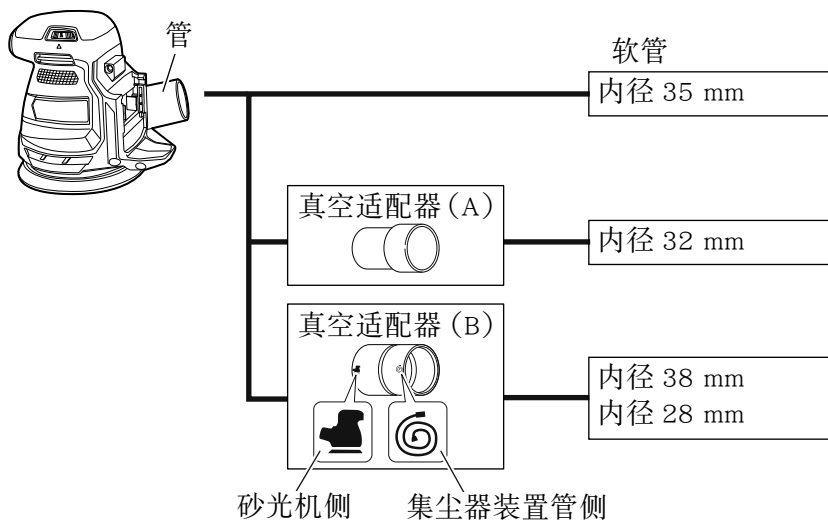 管
软管
内径 35 mm
真空适配器(A)
内径 32 mm
真空适配器(B)
内径 38 mm
内径 28 mm
砂光机侧
集尘器装置管侧